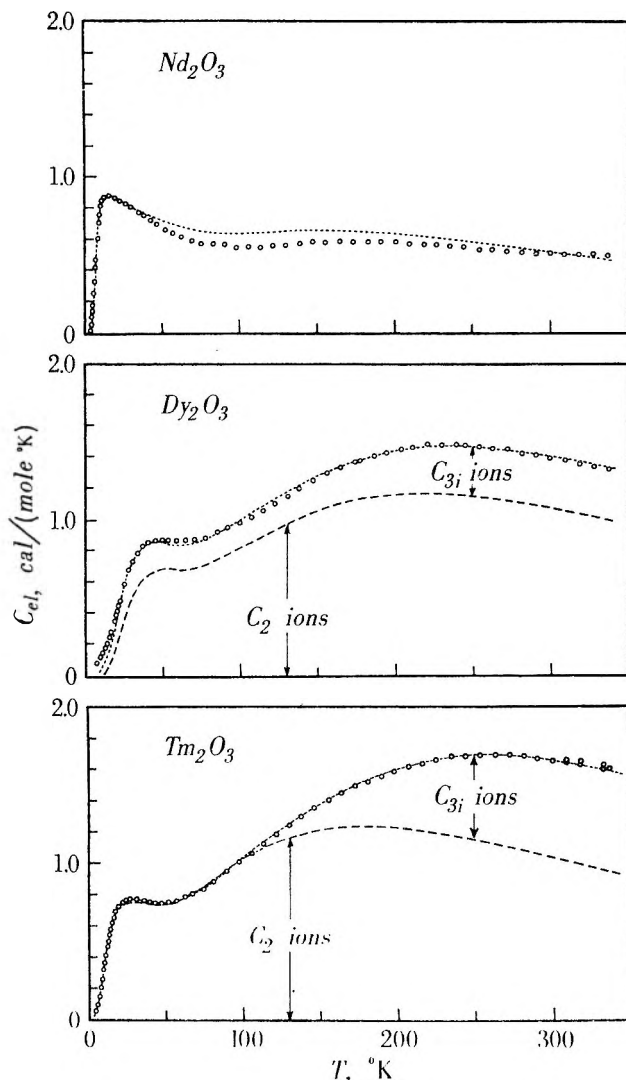 2.0
Nd₂O₃
1.0
0
2.0
Dy₂O₃
C₃ᵢ ions
1.0
C₂ ions
0
2.0
Tm₂O₃
C₃ᵢ ions
1.0
C₂ ions
0
0 100 200 300
T, °K
C_el, cal/(mole °K)